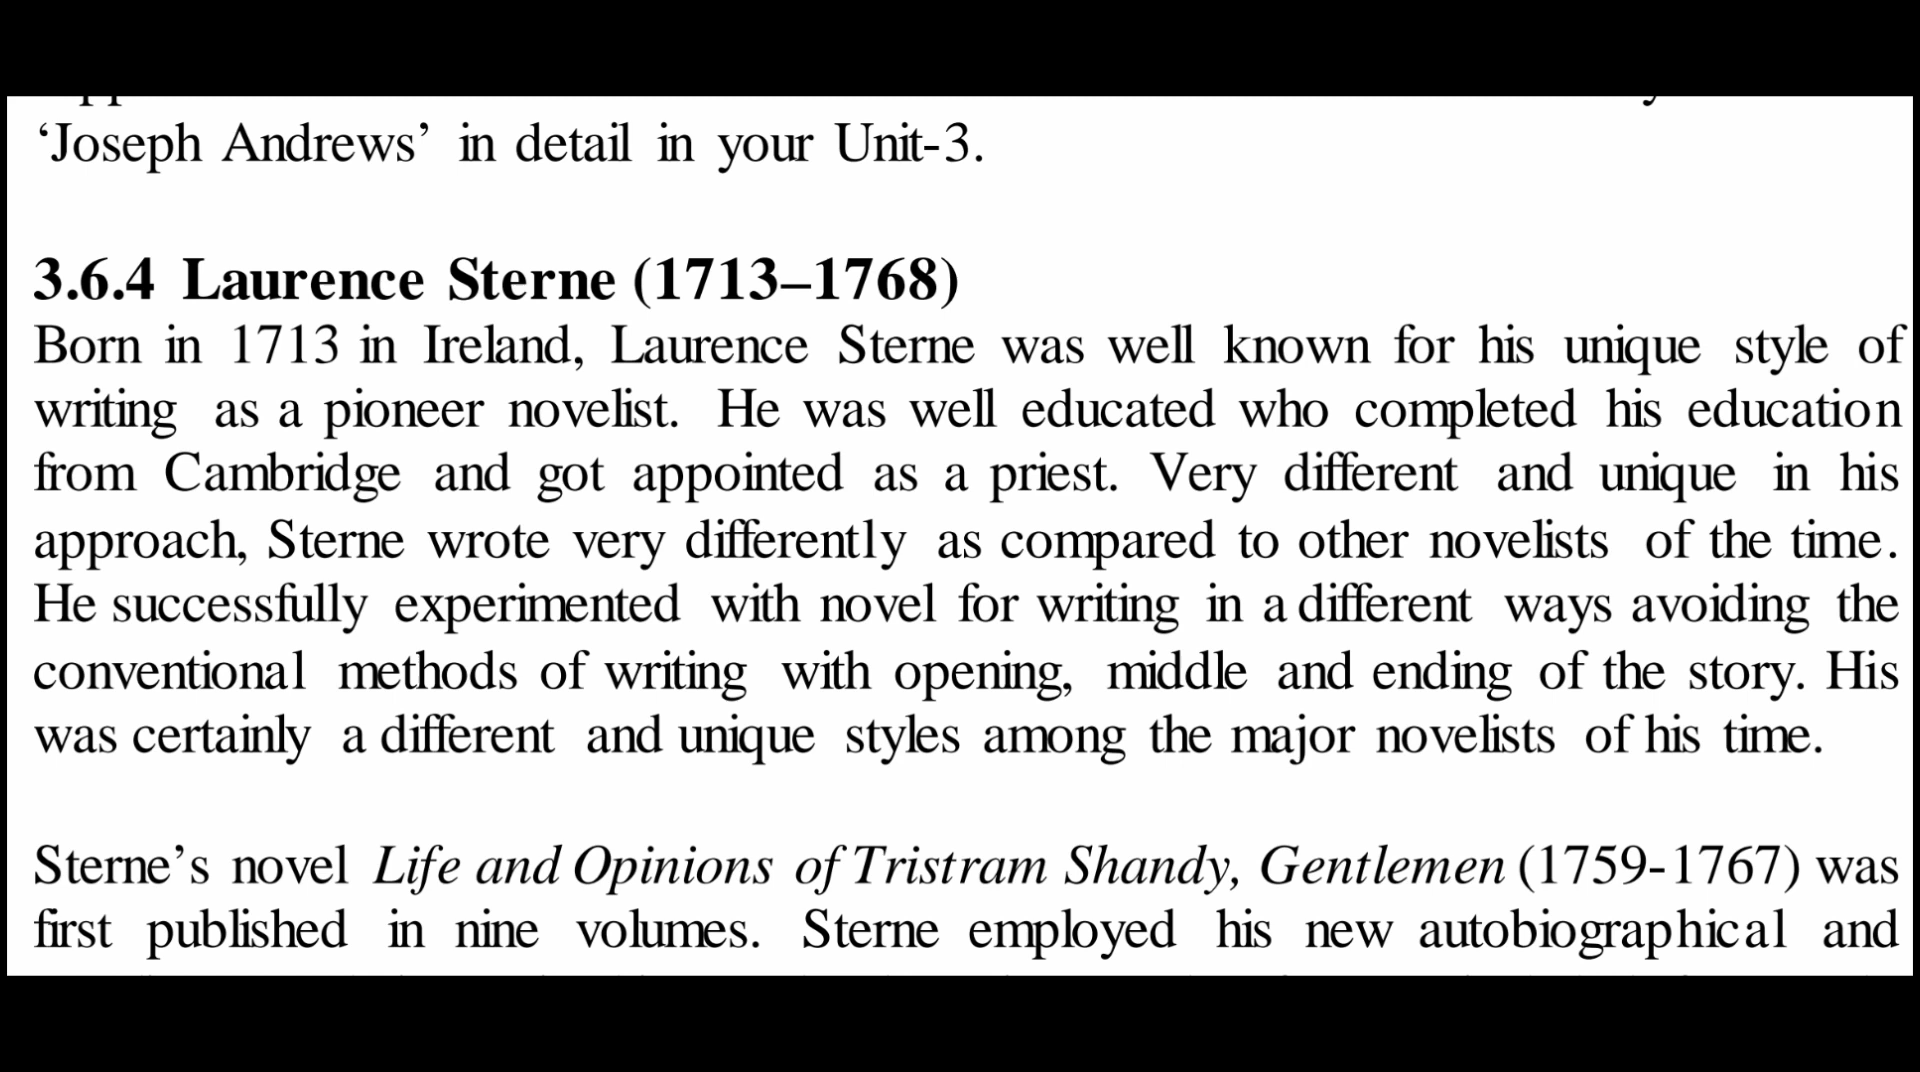 ‘Joseph Andrews’ in detail in your Unit-3.
3.6.4 Laurence Sterne (1713–1768)
Born in 1713 in Ireland, Laurence Sterne was well known for his unique style of
writing as a pioneer novelist. He was well educated who completed his education
from Cambridge and got appointed as a priest. Very different and unique in his
approach, Sterne wrote very differently as compared to other novelists of the time.
He successfully experimented with novel for writing in a different ways avoiding the
conventional methods of writing with opening, middle and ending of the story. His
was certainly a different and unique styles among the major novelists of his time.
Sterne’s novel Life and Opinions of Tristram Shandy, Gentlemen (1759-1767) was
first published in nine volumes. Sterne employed his new autobiographical and